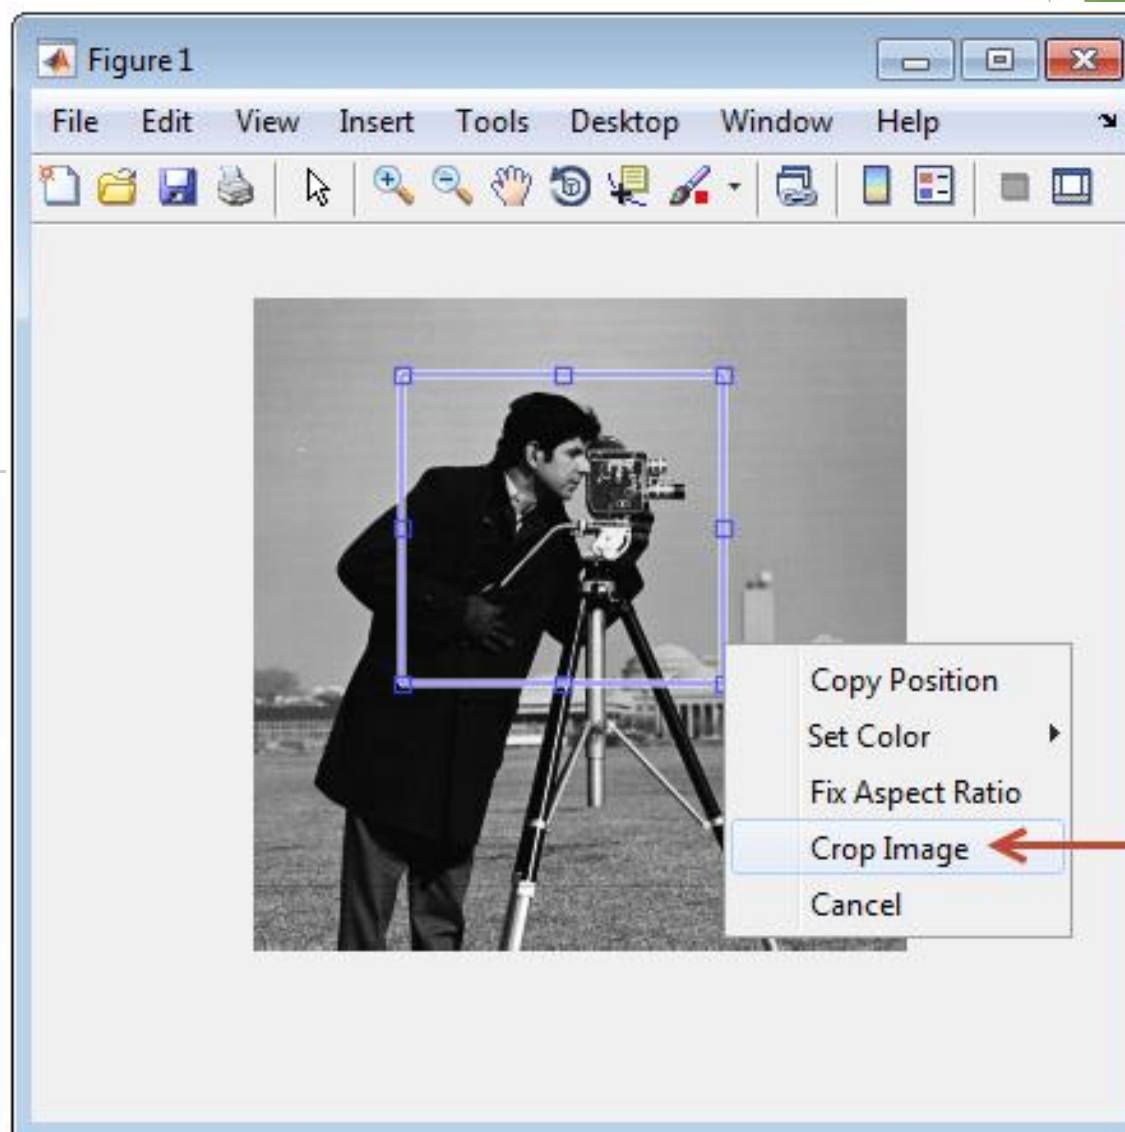 Figure 1
File Edit View Insert Tools Desktop Window Help
Copy Position
Set Color
Fix Aspect Ratio
Crop Image
Cancel